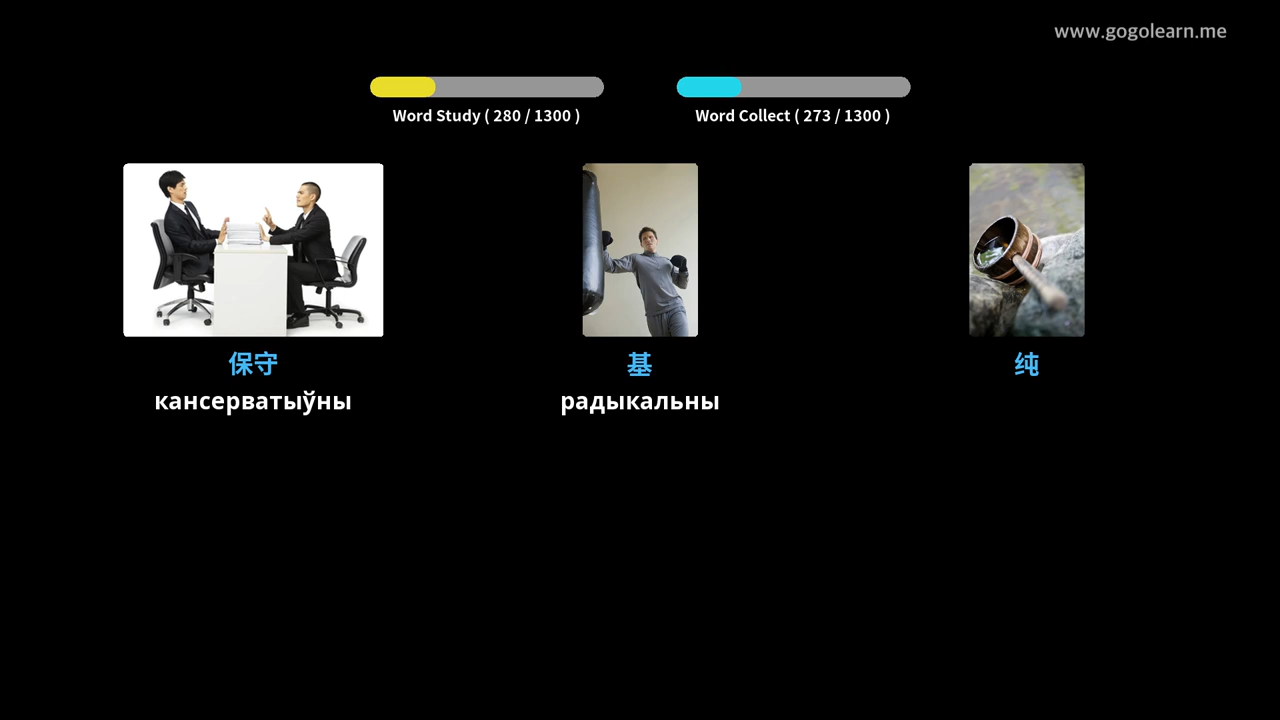 www.gogolearn.me
Word Study ( 280 / 1300 )
Word Collect ( 273 / 1300 )
保守
基
纯
кансерватыўны
радыкальны